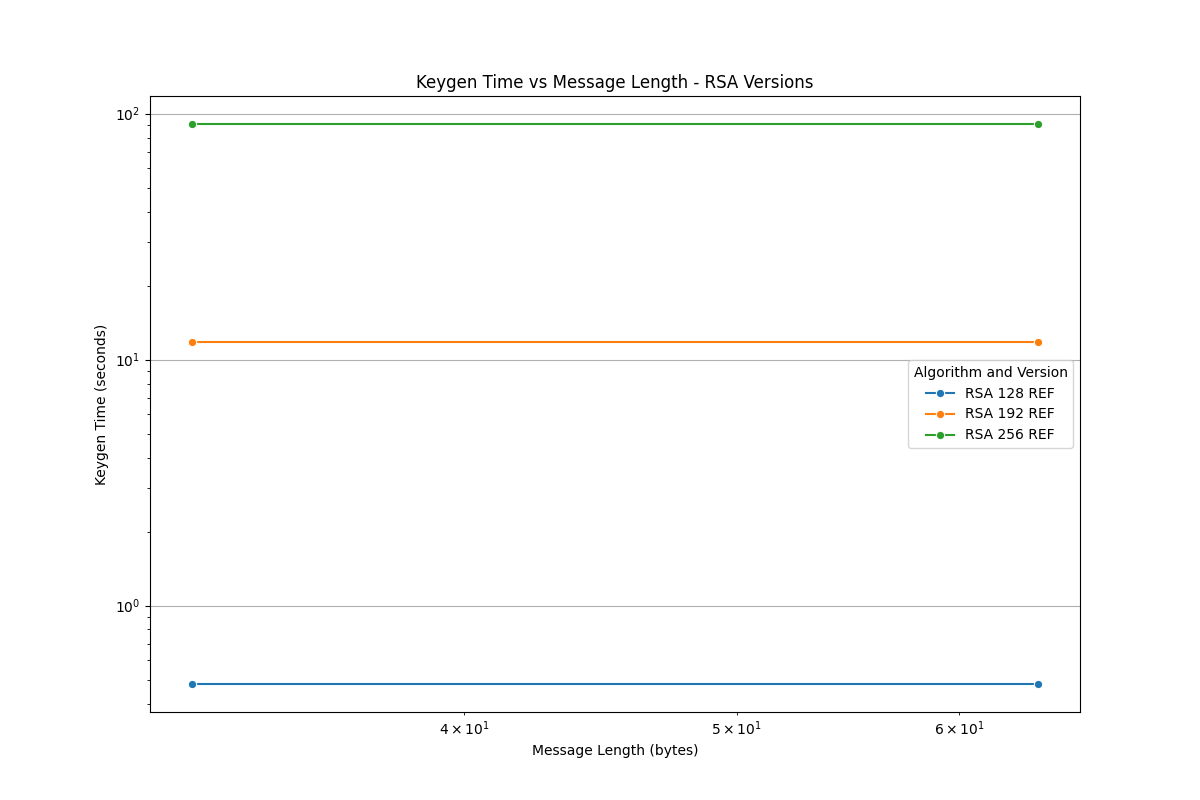 Keygen Time vs Message Length - RSA Versions
10²
10¹
10⁰
Keygen Time (seconds)
Algorithm and Version
RSA 128 REF
RSA 192 REF
RSA 256 REF
4 × 10¹
5 × 10¹
6 × 10¹
Message Length (bytes)